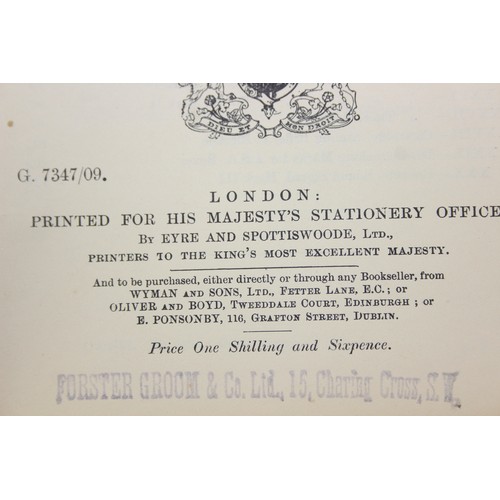 DIEU ET MON DROIT
G. 7347/09.
LONDON:
PRINTED FOR HIS MAJESTY'S STATIONERY OFFICE
BY EYRE AND SPOTTISWOODE, LTD.,
PRINTERS TO THE KING'S MOST EXCELLENT MAJESTY.
And to be purchased, either directly or through any Bookseller, from
WYMAN AND SONS, LTD., FETTER LANE, E.C.; or
OLIVER AND BOYD, TWEEDDALE COURT, EDINBURGH; or
E. PONSONBY, 116, GRAFTON STREET, DUBLIN.
Price One Shilling and Sixpence.
FORSTER GROOM & Co. Ltd., 15, Charing Cross, S.W.